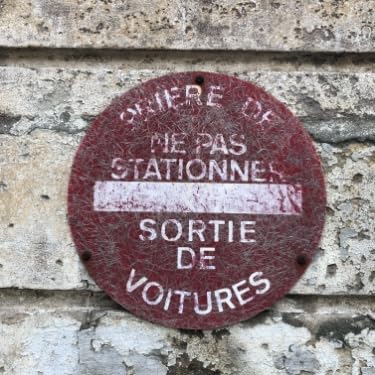 PRIERE DE
NE PAS
STATIONNER
SORTIE
DE
VOITURES